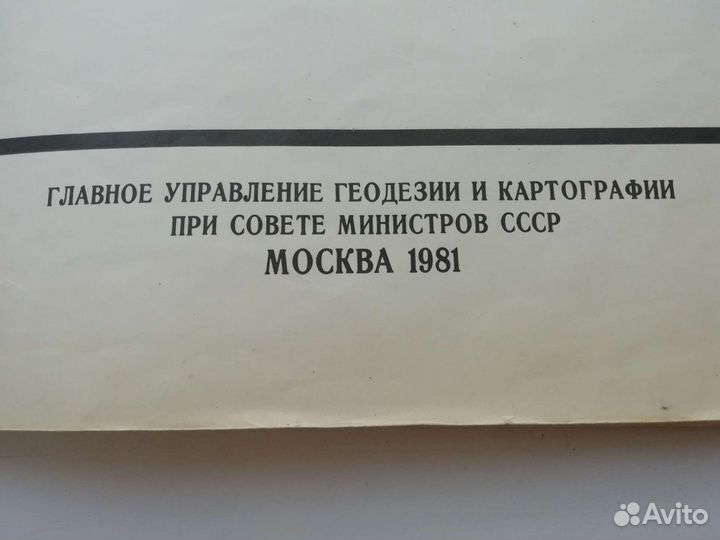 ГЛАВНОЕ УПРАВЛЕНИЕ ГЕОДЕЗИИ И КАРТОГРАФИИ
ПРИ СОВЕТЕ МИНИСТРОВ СССР
МОСКВА 1981
Avito